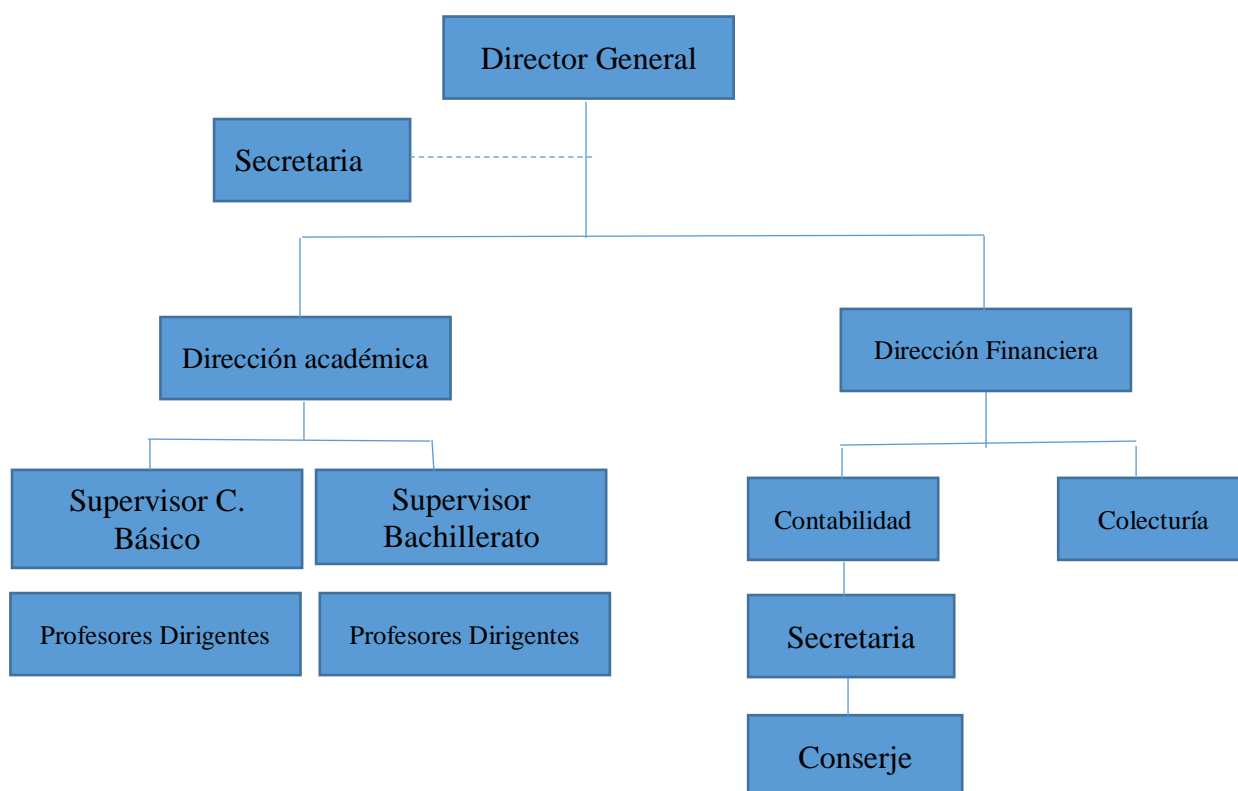 Director General
Secretaria
Dirección académica
Dirección Financiera
Supervisor C.
Básico
Supervisor
Bachillerato
Contabilidad
Colecturía
Profesores Dirigentes
Profesores Dirigentes
Secretaria
Conserje